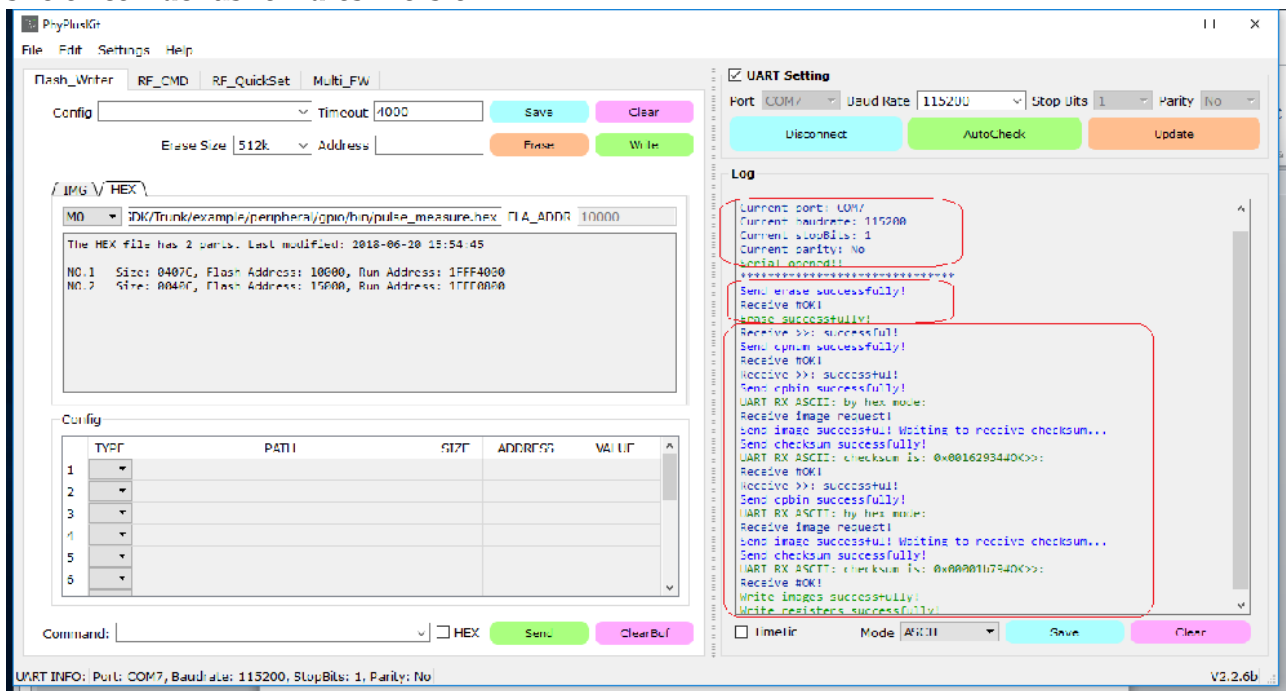 PhyPlusKit
File Edit Settings Help
Flash_Writer RF_CMD RF_QuickSet Multi_FW
Config Timeout 4000 Save Clear
Erase Size 512k Address Erase Write
IMG HEX
M0 SDK/Trunk/example/peripheral/gpio/bin/pulse_measure.hex FLA_ADDR 10000
The HEX file has 2 parts. Last modified: 2018-06-20 15:54:45
NO.1 Size: 0407C, Flash Address: 10000, Run Address: 1FFF4000
NO.2 Size: 0040C, Flash Address: 15000, Run Address: 1FFF0800
Config
TYPE PATH SIZE ADDRESS VALUE
1
2
3
4
5
6
Command: HEX Send ClearBuf
UART INFO: Port: COM7, Baudrate: 115200, StopBits: 1, Parity: No
UART Setting
Port COM7 Baud Rate 115200 Stop Bits 1 Parity No
Disconnect AutoCheck Update
Log
Current port: COM7
Current baudrate: 115200
Current stopBits: 1
Current parity: No
Serial opened!!
*******************************
Send erase successfully!
Receive #OK!
Erase successfully!
Receive >>: successful!
Send cpnum successfully!
Receive #OK!
Receive >>: successful!
Send cpbin successfully!
UART RX ASCII: by hex mode:
Receive image request!
Send image successful! Waiting to receive checksum...
Send checksum successfully!
UART RX ASCII: checksum is: 0x00162934#OK>>:
Receive #OK!
Receive >>: successful!
Send cpbin successfully!
UART RX ASCII: by hex mode:
Receive image request!
Send image successful! Waiting to receive checksum...
Send checksum successfully!
UART RX ASCII: checksum is: 0x00001b79#OK>>:
Receive #OK!
Write images successfully!
Write registers successfully!
TimeTic Mode ASCII Save Clear
V2.2.6b